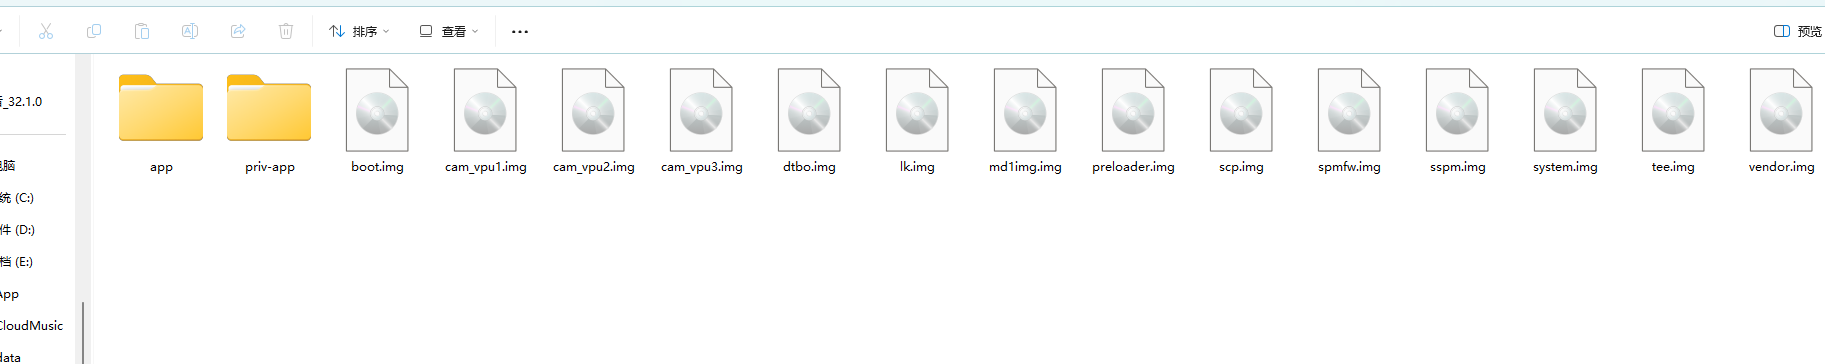 排序
查看
预览
_32.1.0
电脑
统 (C:)
件 (D:)
档 (E:)
App
CloudMusic
data
app
priv-app
boot.img
cam_vpu1.img
cam_vpu2.img
cam_vpu3.img
dtbo.img
lk.img
md1img.img
preloader.img
scp.img
spmfw.img
sspm.img
system.img
tee.img
vendor.img